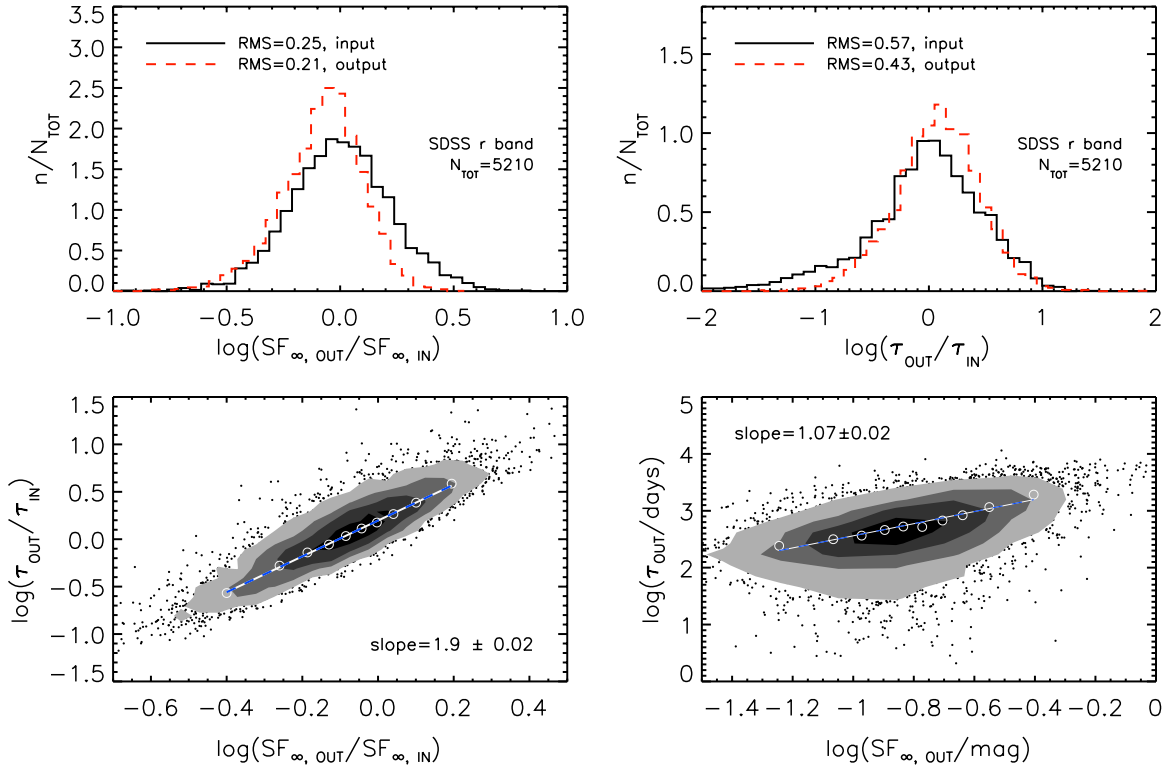 RMS=0.25, input
RMS=0.21, output
SDSS r band
N_TOT=5210
n/N_TOT
3.5
3.0
2.5
2.0
1.5
1.0
0.5
0.0
-1.0 -0.5 0.0 0.5 1.0
log(SF_∞, OUT/SF_∞, IN)
RMS=0.57, input
RMS=0.43, output
SDSS r band
N_TOT=5210
n/N_TOT
1.5
1.0
0.5
0.0
-2 -1 0 1 2
log(τ_OUT/τ_IN)
log(τ_OUT/τ_IN)
1.5
1.0
0.5
0.0
-0.5
-1.0
-1.5
slope=1.9 ± 0.02
-0.6 -0.4 -0.2 0.0 0.2 0.4
log(SF_∞, OUT/SF_∞, IN)
slope=1.07±0.02
log(τ_OUT/days)
5
4
3
2
1
0
-1.4 -1.2 -1 -0.8 -0.6 -0.4 -0.2 0
log(SF_∞, OUT/mag)